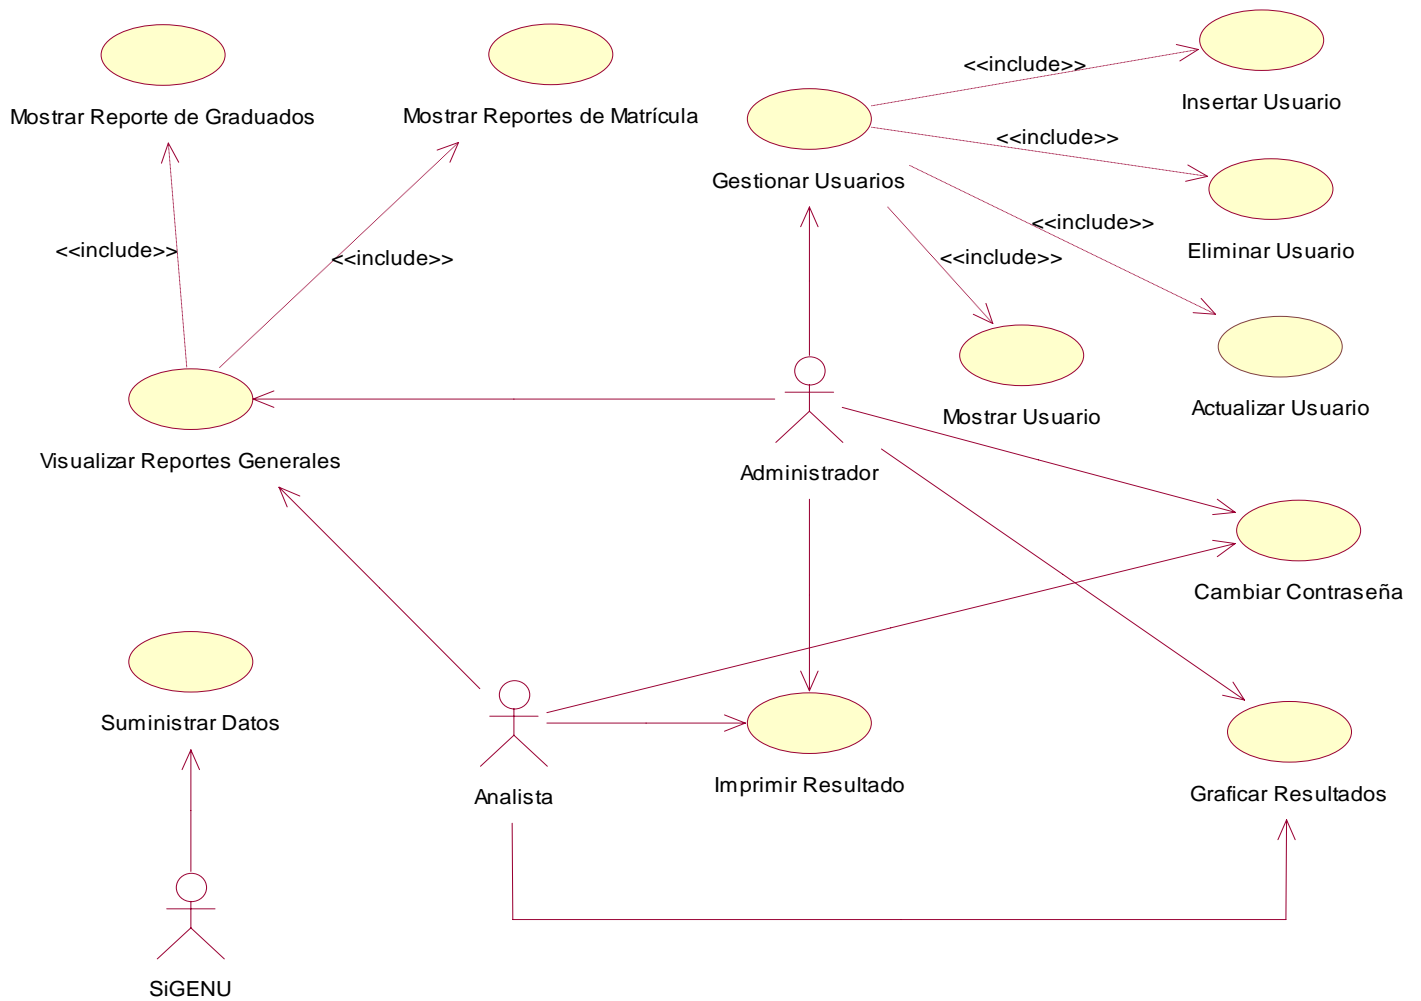 <<include>>
Insertar Usuario
Mostrar Reporte de Graduados
Mostrar Reportes de Matrícula
<<include>>
Gestionar Usuarios
<<include>>
<<include>>
<<include>>
<<include>>
<<include>>
Eliminar Usuario
Mostrar Usuario
Actualizar Usuario
Visualizar Reportes Generales
Administrador
Cambiar Contraseña
Suministrar Datos
Analista
Imprimir Resultado
Graficar Resultados
SiGENU